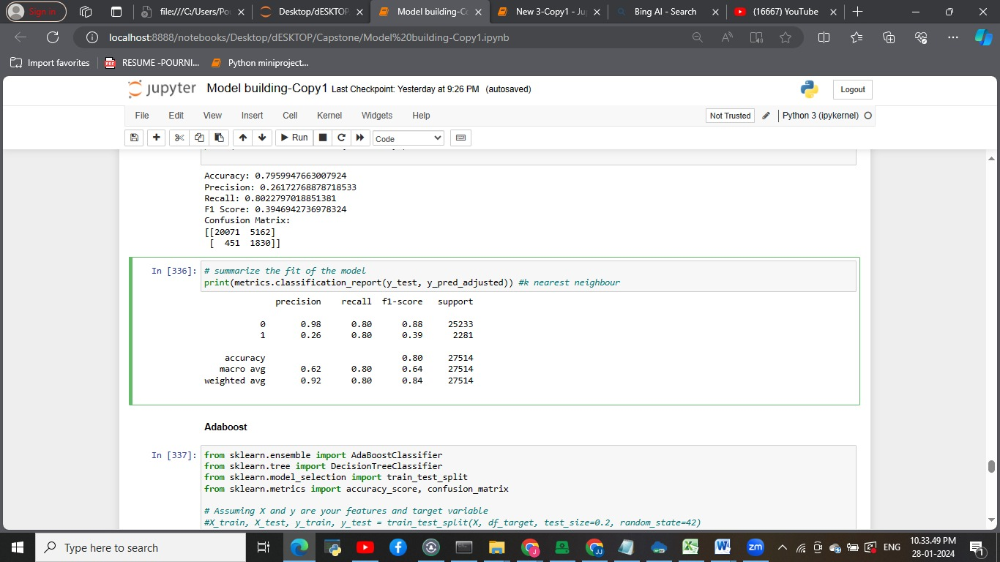 Sign in
file:///C:/Users/Po
Desktop/dESKTOP
Model building-C
New 3-Copy1 - Ju
Bing AI - Search
(16667) YouTube
localhost:8888/notebooks/Desktop/dESKTOP/Capstone/Model%20building-Copy1.ipynb
Import favorites
RESUME -POURNI...
Python miniproject...
jupyter Model building-Copy1 Last Checkpoint: Yesterday at 9:26 PM (autosaved)
Logout
File Edit View Insert Cell Kernel Widgets Help
Not Trusted
Python 3 (ipykernel)
Run
Code
Accuracy: 0.7959947663007924
Precision: 0.26172768878718533
Recall: 0.8022797018851381
F1 Score: 0.3946942736978324
Confusion Matrix:
[[20071 5162]
[ 451 1830]]
In [336]: # summarize the fit of the model
print(metrics.classification_report(y_test, y_pred_adjusted)) #k nearest neighbour
precision recall f1-score support
0 0.98 0.80 0.88 25233
1 0.26 0.80 0.39 2281
accuracy 0.80 27514
macro avg 0.62 0.80 0.64 27514
weighted avg 0.92 0.80 0.84 27514
Adaboost
In [337]: from sklearn.ensemble import AdaBoostClassifier
from sklearn.tree import DecisionTreeClassifier
from sklearn.model_selection import train_test_split
from sklearn.metrics import accuracy_score, confusion_matrix
# Assuming X and y are your features and target variable
#X_train, X_test, y_train, y_test = train_test_split(X, df_target, test_size=0.2, random_state=42)
Type here to search
zm
ENG
10.33.49 PM
28-01-2024
1